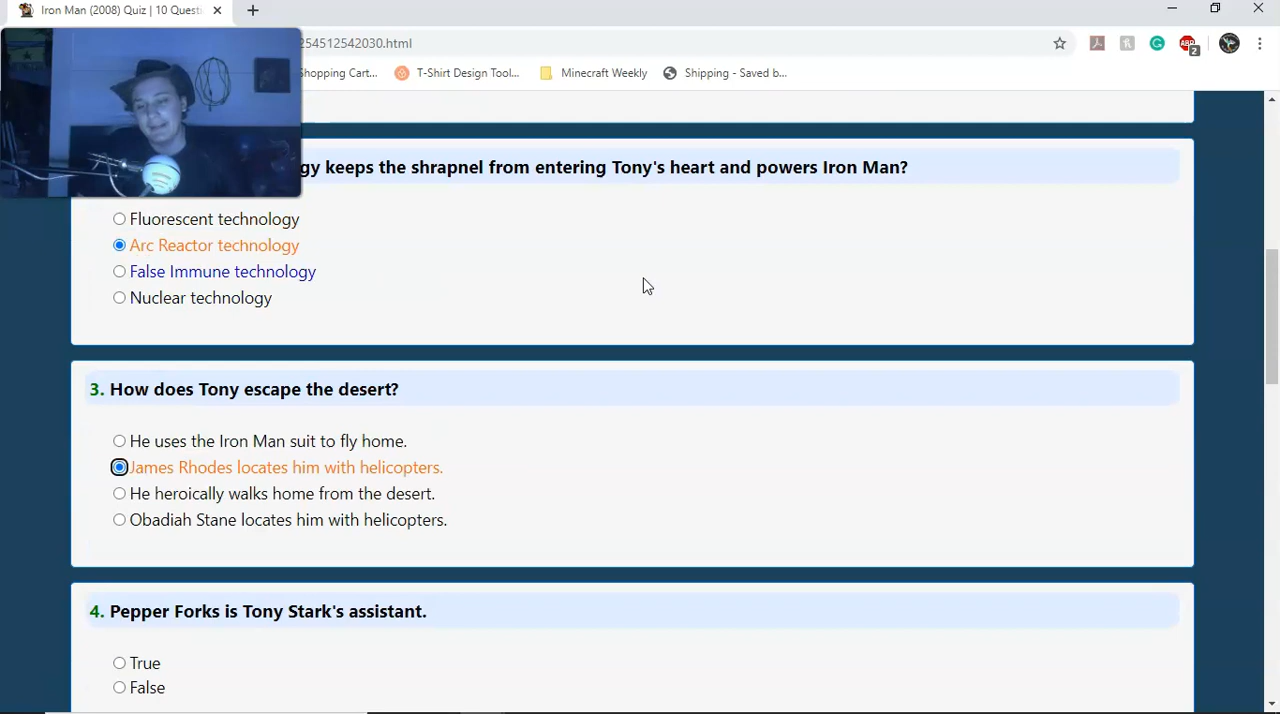 Iron Man (2008) Quiz | 10 Questi
254512542030.html
ABP
2
Shopping Cart...
T-Shirt Design Tool...
Minecraft Weekly
Shipping - Saved b...
gy keeps the shrapnel from entering Tony's heart and powers Iron Man?
Fluorescent technology
Arc Reactor technology
False Immune technology
Nuclear technology
3. How does Tony escape the desert?
He uses the Iron Man suit to fly home.
James Rhodes locates him with helicopters.
He heroically walks home from the desert.
Obadiah Stane locates him with helicopters.
4. Pepper Forks is Tony Stark's assistant.
True
False